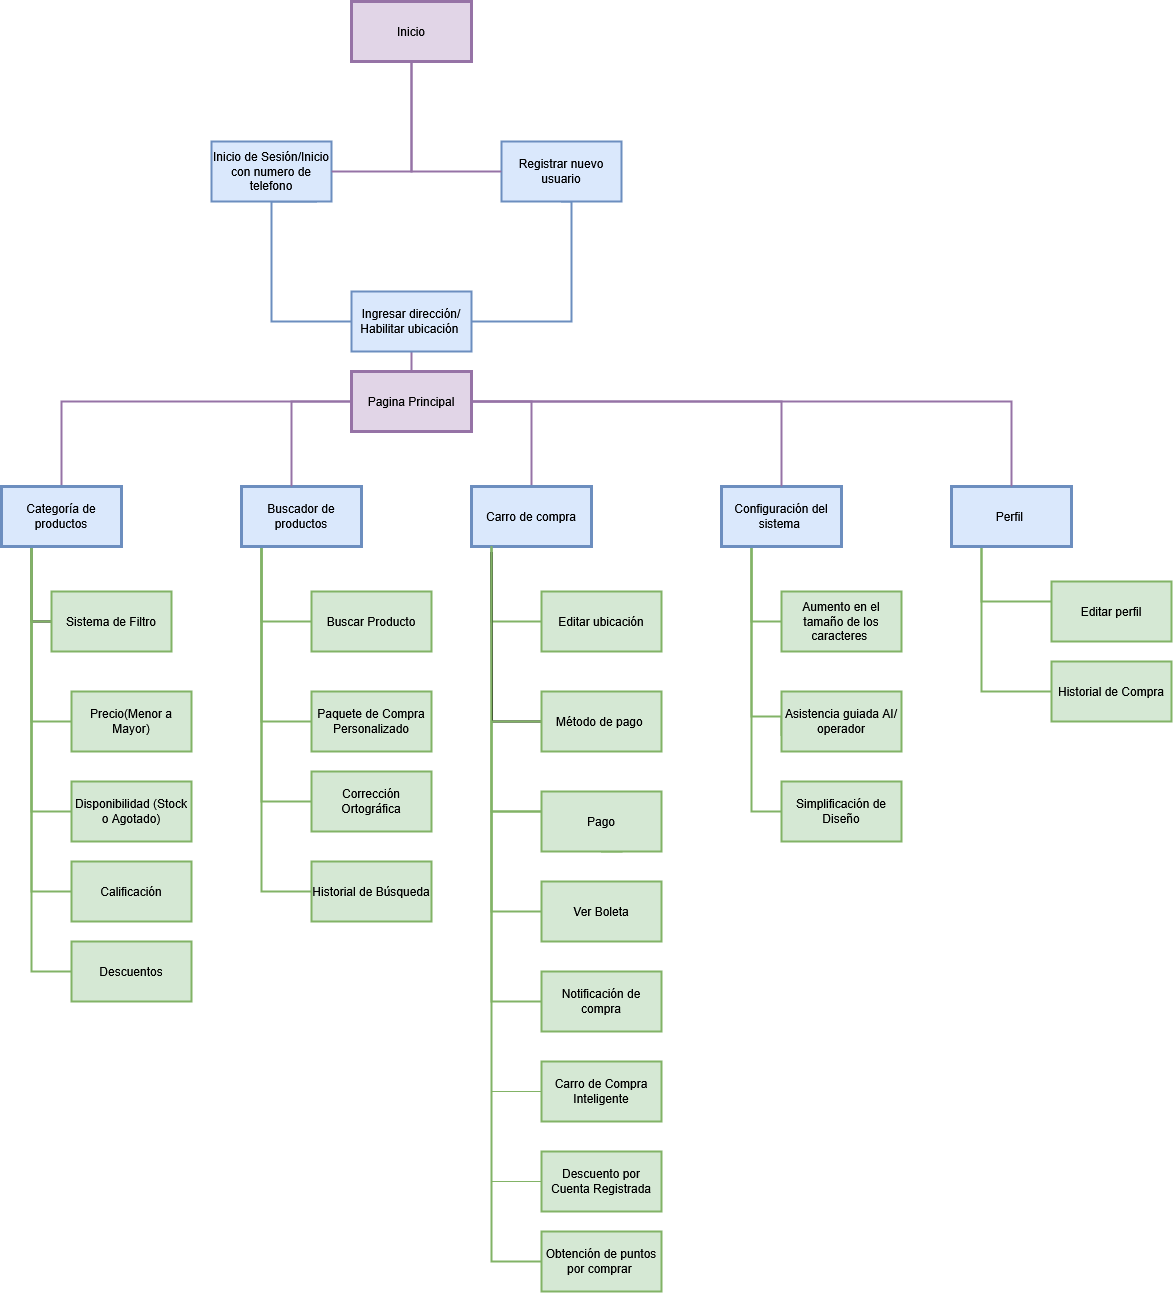 Inicio
Inicio de Sesión/Inicio
con numero de
telefono
Registrar nuevo
usuario
Ingresar dirección/
Habilitar ubicación
Pagina Principal
Categoría de
productos
Buscador de
productos
Carro de compra
Configuración del
sistema
Perfil
Sistema de Filtro
Precio(Menor a
Mayor)
Disponibilidad (Stock
o Agotado)
Calificación
Descuentos
Buscar Producto
Paquete de Compra
Personalizado
Corrección
Ortográfica
Historial de Búsqueda
Editar ubicación
Método de pago
Pago
Ver Boleta
Notificación de
compra
Carro de Compra
Inteligente
Descuento por
Cuenta Registrada
Obtención de puntos
por comprar
Aumento en el
tamaño de los
caracteres
Asistencia guiada AI/
operador
Simplificación de
Diseño
Editar perfil
Historial de Compra